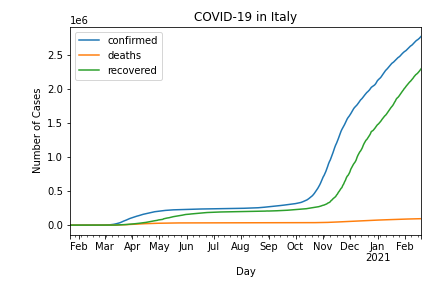 COVID-19 in Italy
1e6
confirmed
deaths
recovered
Number of Cases
2.5
2.0
1.5
1.0
0.5
0.0
Feb Mar Apr May Jun Jul Aug Sep Oct Nov Dec Jan Feb
2021
Day